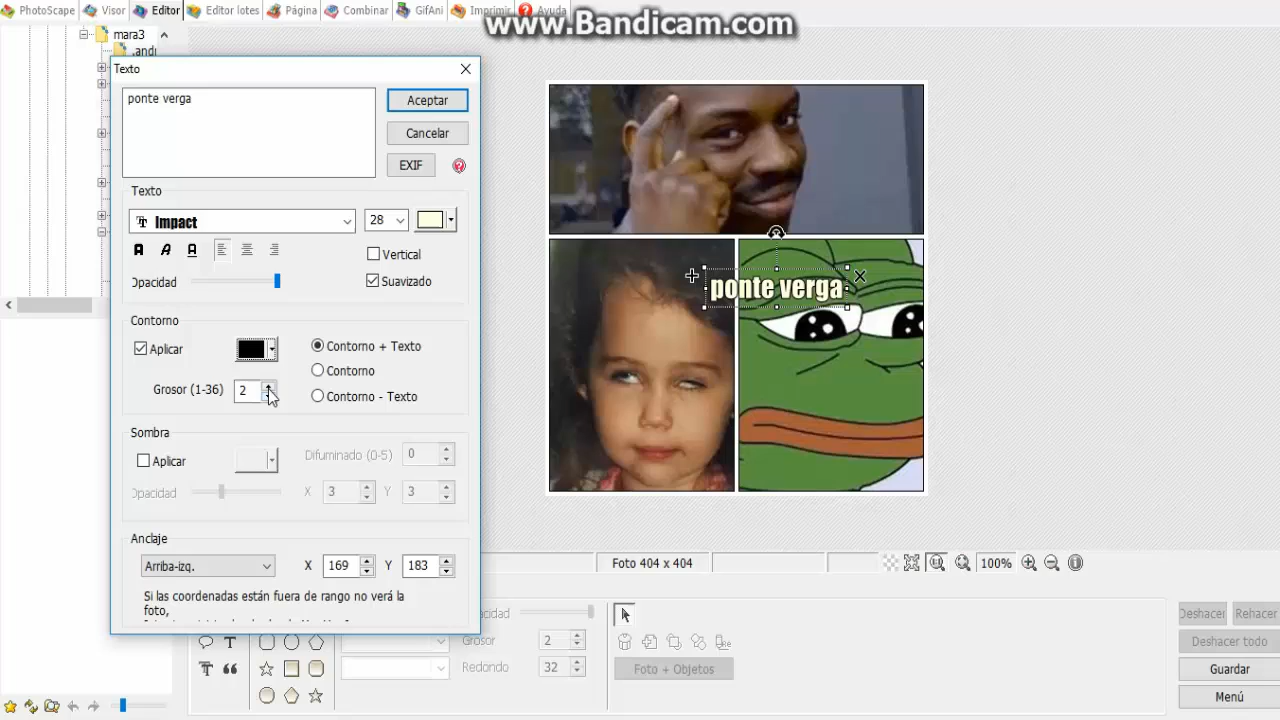 PhotoScape Visor Editor Editor lotes Página Combinar GifAni Imprimir Ayuda
www.Bandicam.com
mara3
Texto
ponte verga
Aceptar
Cancelar
EXIF
Texto
Impact 28
Vertical
Opacidad
Suavizado
Contorno
Aplicar
Contorno + Texto
Contorno
Grosor (1-36) 2
Contorno - Texto
Sombra
Aplicar
Difuminado (0-5) 0
Opacidad X 3 Y 3
Anclaje
Arriba-izq. X 169 Y 183
Si las coordenadas están fuera de rango no verá la
foto,
ponte verga
Foto 404 x 404 100%
Grosor 2
Redondo 32
Foto + Objetos
Deshacer Rehacer
Deshacer todo
Guardar
Menú